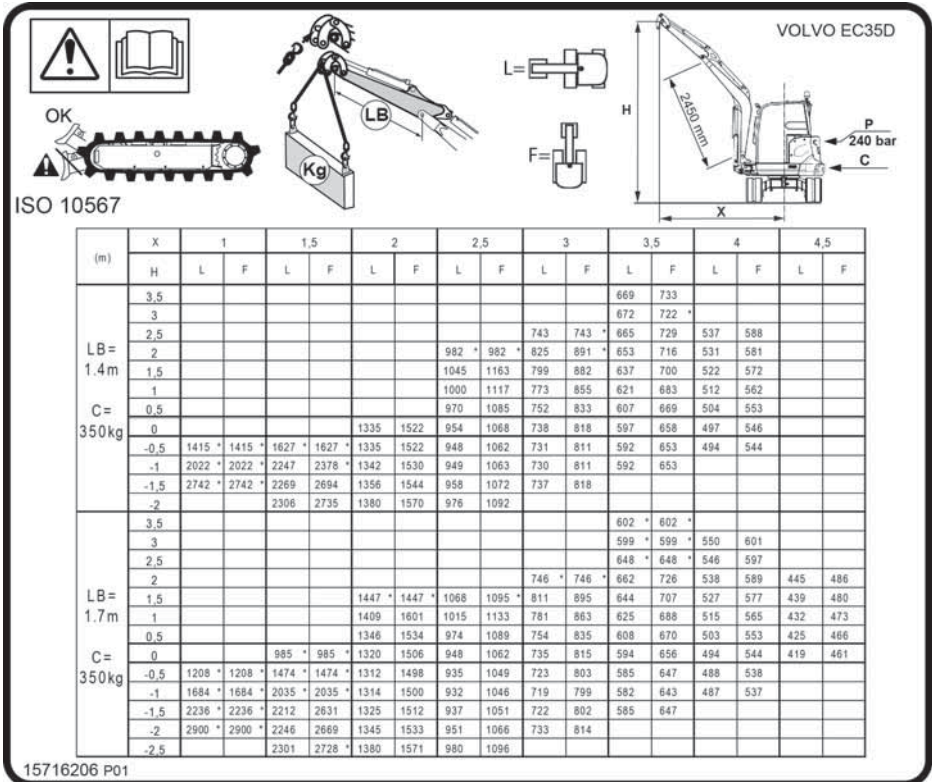 VOLVO EC35D
L=
OK
LB
H
2450 mm
P
240 bar
F=
C
Kg
ISO 10567
X
(m) X 1 1,5 2 2,5 3 3,5 4 4,5
H L F L F L F L F L F L F L F L F
LB= 1.4m C= 350kg
3,5 669 733
3 672 722 *
2,5 743 743 * 665 729 537 588
2 982 * 982 * 825 891 * 653 716 531 581
1,5 1045 1163 799 882 637 700 522 572
1 1000 1117 773 855 621 683 512 562
0,5 970 1085 752 833 607 669 504 553
0 1335 1522 954 1068 738 818 597 658 497 546
-0,5 1415 * 1415 * 1627 * 1627 * 1335 1522 948 1062 731 811 592 653 494 544
-1 2022 * 2022 * 2247 2378 * 1342 1530 949 1063 730 811 592 653
-1,5 2742 * 2742 * 2269 2694 1356 1544 958 1072 737 818
-2 2306 2735 1380 1570 976 1092
LB= 1.7m C= 350kg
3,5 602 * 602 *
3 599 * 599 * 550 601
2,5 648 * 648 * 546 597
2 746 * 746 * 662 726 538 589 445 486
1,5 1447 * 1447 * 1068 1095 * 811 895 644 707 527 577 439 480
1 1409 1601 1015 1133 781 863 625 688 515 565 432 473
0,5 1346 1534 974 1089 754 835 608 670 503 553 425 466
0 985 * 985 * 1320 1506 948 1062 735 815 594 656 494 544 419 461
-0,5 1208 * 1208 * 1474 * 1474 * 1312 1498 935 1049 723 803 585 647 488 538
-1 1684 * 1684 * 2035 * 2035 * 1314 1500 932 1046 719 799 582 643 487 537
-1,5 2236 * 2236 * 2212 2631 1325 1512 937 1051 722 802 585 647
-2 2900 * 2900 * 2246 2669 1345 1533 951 1066 733 814
-2,5 2301 2728 * 1380 1571 980 1096
15716206 P01